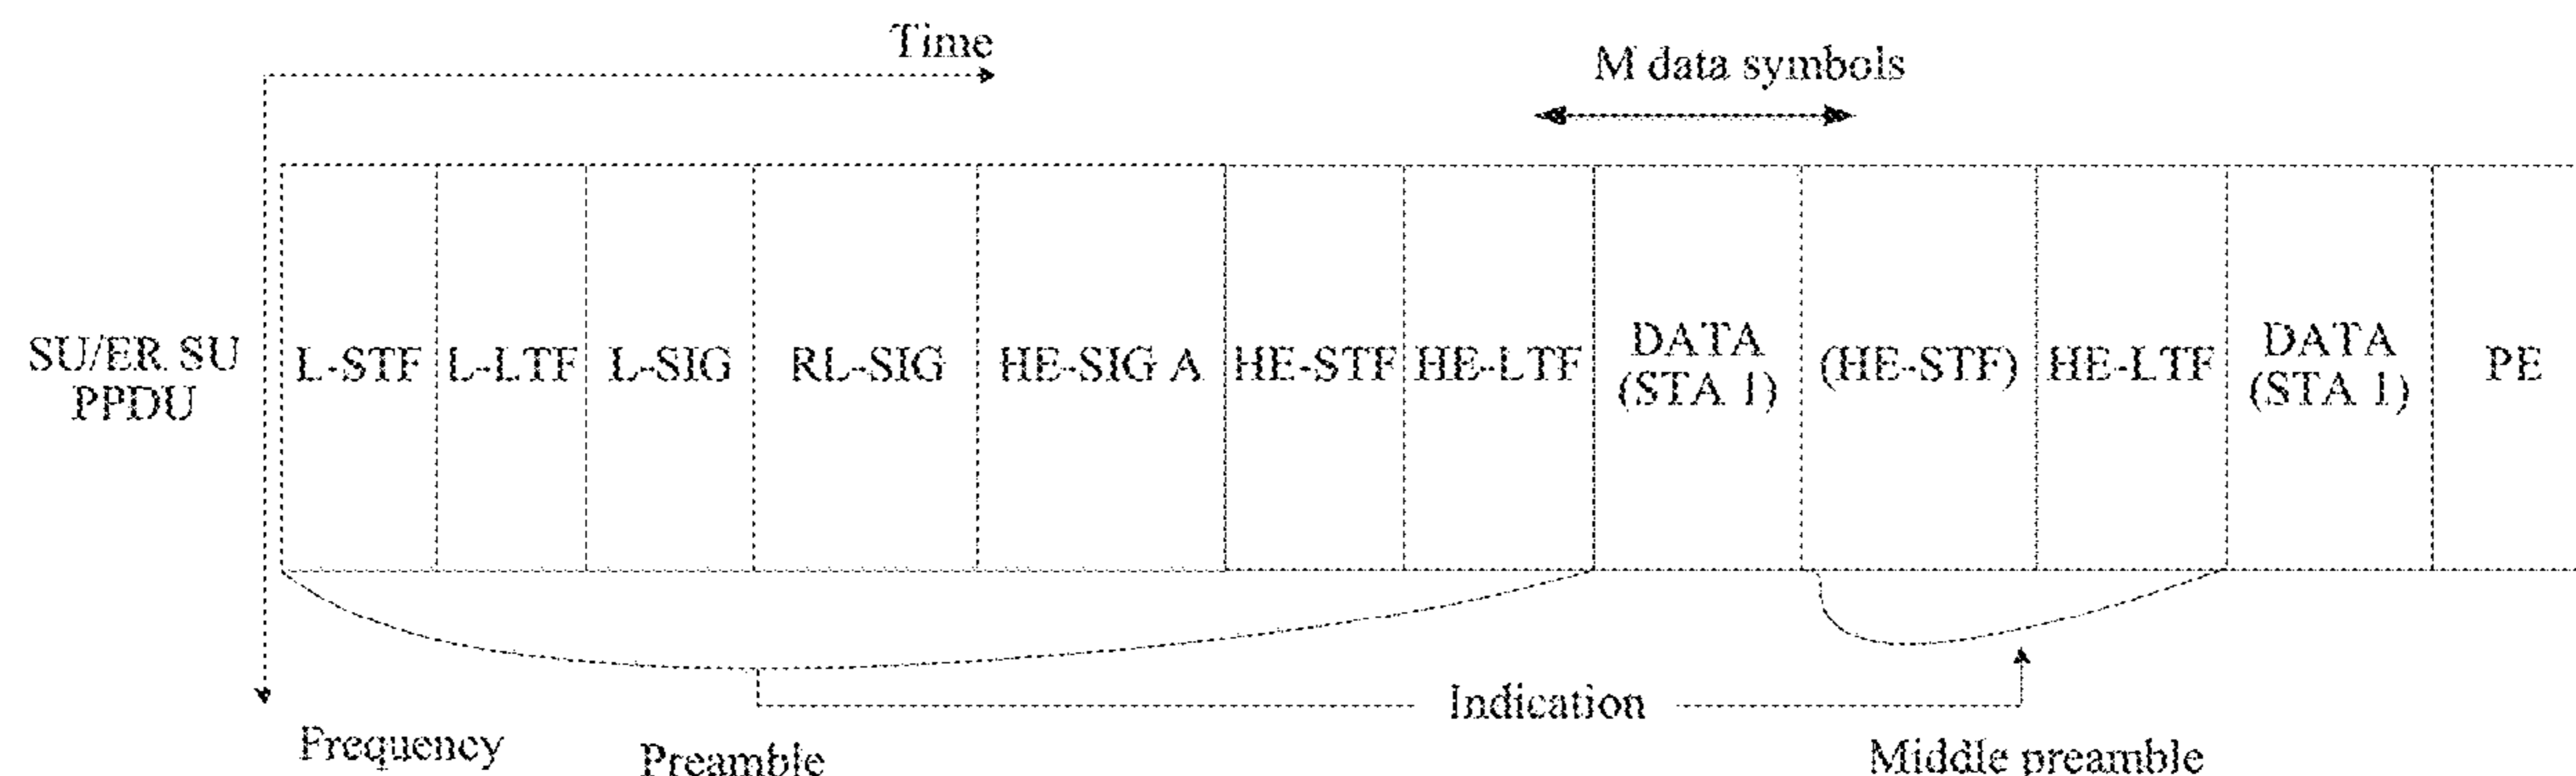 Time
M data symbols
SU/ER SU
PPDU
L-STF
L-LTF
L-SIG
RL-SIG
HE-SIG A
HE-STF
HE-LTF
DATA
(STA 1)
(HE-STF)
HE-LTF
DATA
(STA 1)
PE
Indication
Frequency
Preamble
Middle preamble